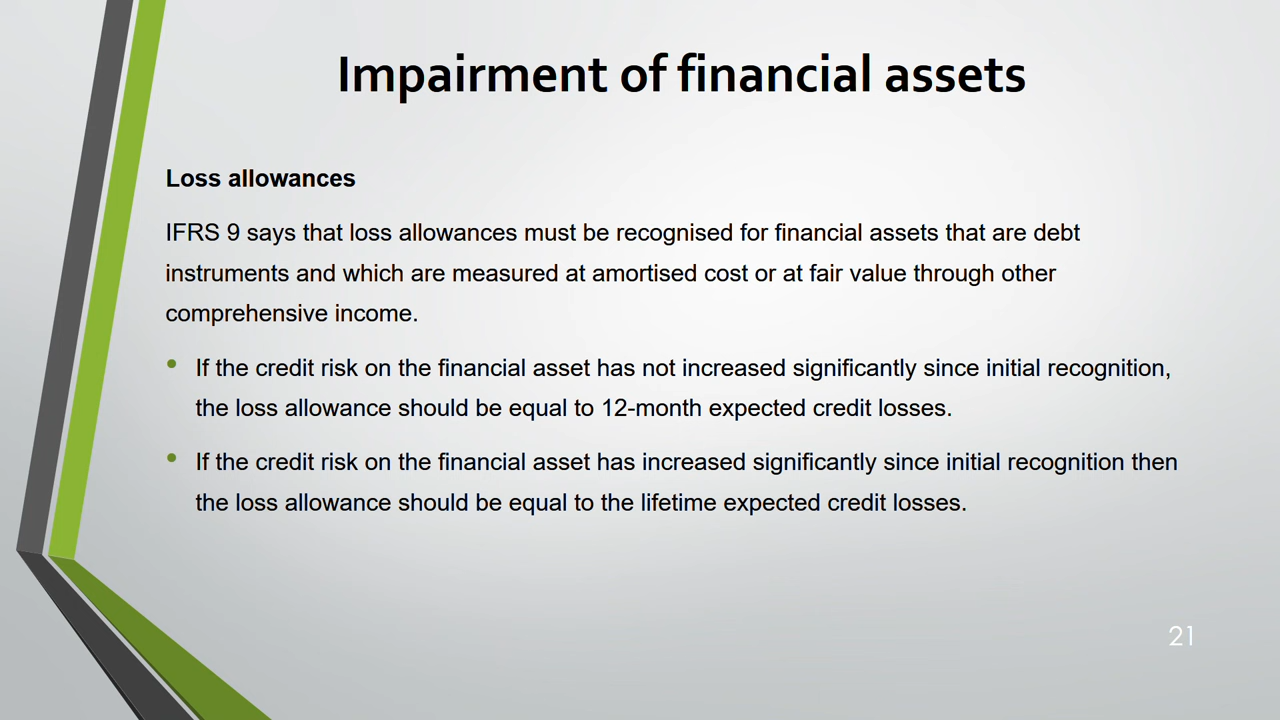 Impairment of financial assets
Loss allowances
IFRS 9 says that loss allowances must be recognised for financial assets that are debt
instruments and which are measured at amortised cost or at fair value through other
comprehensive income.
• If the credit risk on the financial asset has not increased significantly since initial recognition,
the loss allowance should be equal to 12-month expected credit losses.
• If the credit risk on the financial asset has increased significantly since initial recognition then
the loss allowance should be equal to the lifetime expected credit losses.
21